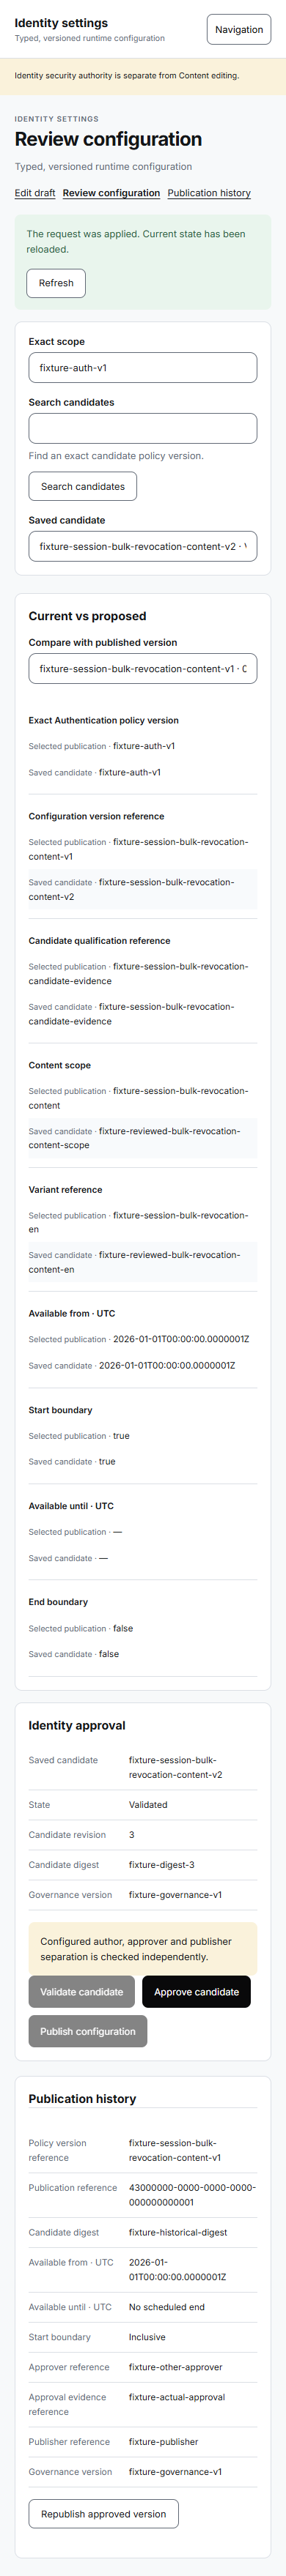 Identity settings
Typed, versioned runtime configuration
Navigation
Identity security authority is separate from Content editing.
IDENTITY SETTINGS
Review configuration
Typed, versioned runtime configuration
Edit draft Review configuration Publication history
The request was applied. Current state has been
reloaded.
Refresh
Exact scope
fixture-auth-v1
Search candidates
Find an exact candidate policy version.
Search candidates
Saved candidate
fixture-session-bulk-revocation-content-v2 ·
Current vs proposed
Compare with published version
fixture-session-bulk-revocation-content-v1 ·
Exact Authentication policy version
Selected publication · fixture-auth-v1
Saved candidate · fixture-auth-v1
Configuration version reference
Selected publication · fixture-session-bulk-revocation-
content-v1
Saved candidate · fixture-session-bulk-revocation-
content-v2
Candidate qualification reference
Selected publication · fixture-session-bulk-revocation-
candidate-evidence
Saved candidate · fixture-session-bulk-revocation-
candidate-evidence
Content scope
Selected publication · fixture-session-bulk-revocation-
content
Saved candidate · fixture-reviewed-bulk-revocation-
content-scope
Variant reference
Selected publication · fixture-session-bulk-revocation-
en
Saved candidate · fixture-reviewed-bulk-revocation-
content-en
Available from · UTC
Selected publication · 2026-01-01T00:00:00.0000001Z
Saved candidate · 2026-01-01T00:00:00.0000001Z
Start boundary
Selected publication · true
Saved candidate · true
Available until · UTC
Selected publication · —
Saved candidate · —
End boundary
Selected publication · false
Saved candidate · false
Identity approval
Saved candidate fixture-session-bulk-
revocation-content-v2
State Validated
Candidate revision 3
Candidate digest fixture-digest-3
Governance version fixture-governance-v1
Configured author, approver and publisher
separation is checked independently.
Validate candidate Approve candidate
Publish configuration
Publication history
Policy version fixture-session-bulk-
reference revocation-content-v1
Publication reference 43000000-0000-0000-0000-
000000000001
Candidate digest fixture-historical-digest
Available from · UTC 2026-01-
01T00:00:00.0000001Z
Available until · UTC No scheduled end
Start boundary Inclusive
Approver reference fixture-other-approver
Approval evidence fixture-actual-approval
reference
Publisher reference fixture-publisher
Governance version fixture-governance-v1
Republish approved version